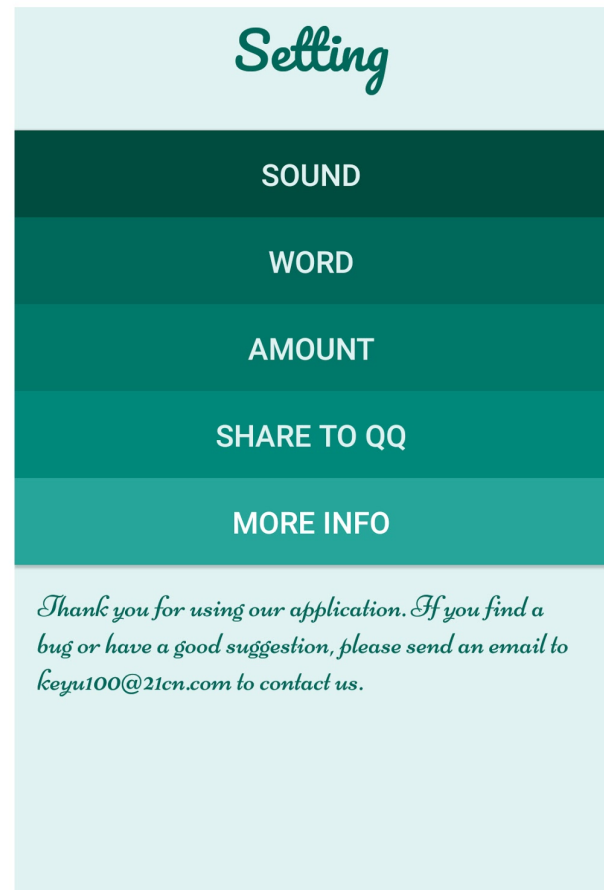 Setting
SOUND
WORD
AMOUNT
SHARE TO QQ
MORE INFO
Thank you for using our application. If you find a
bug or have a good suggestion, please send an email to
keyu100@21cn.com to contact us.